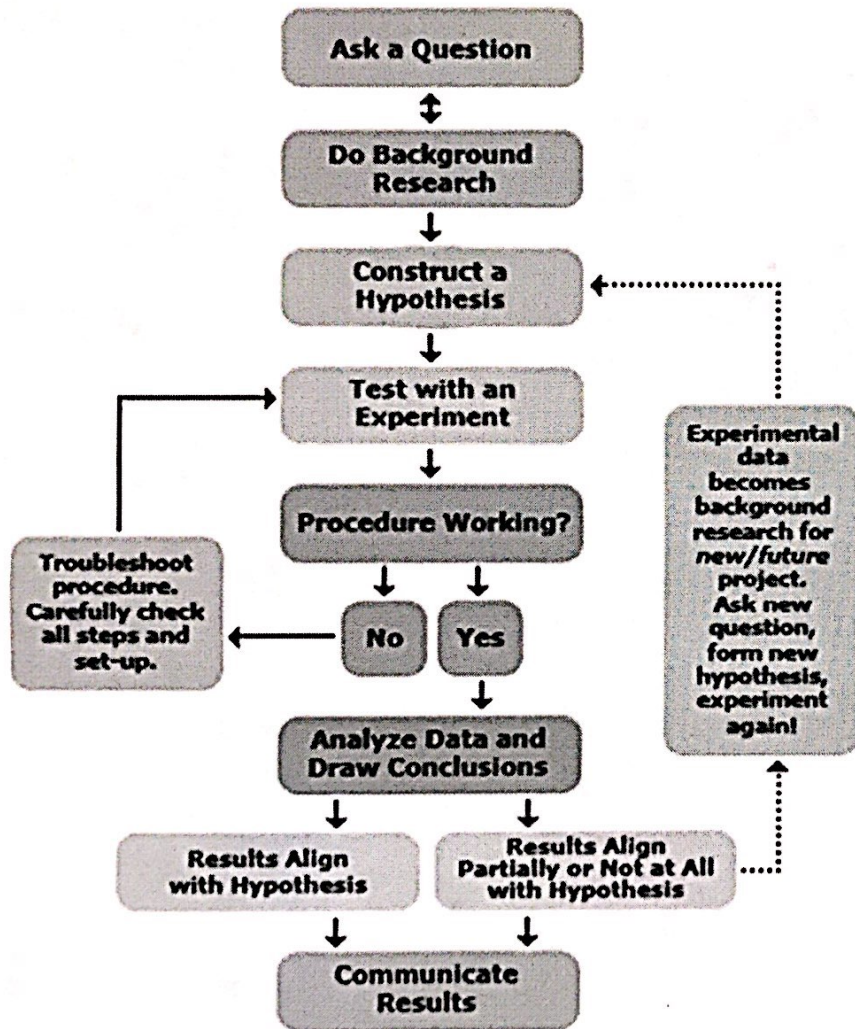 Ask a Question
Do Background
Research
Construct a
Hypothesis
Test with an
Experiment
Procedure Working?
Troubleshoot
procedure.
Carefully check
all steps and
set-up.
No
Yes
Experimental
data
becomes
background
research for
new/future
project.
Ask new
question,
form new
hypothesis,
experiment
again!
Analyze Data and
Draw Conclusions
Results Align
with Hypothesis
Results Align
Partially or Not at All
with Hypothesis
Communicate
Results